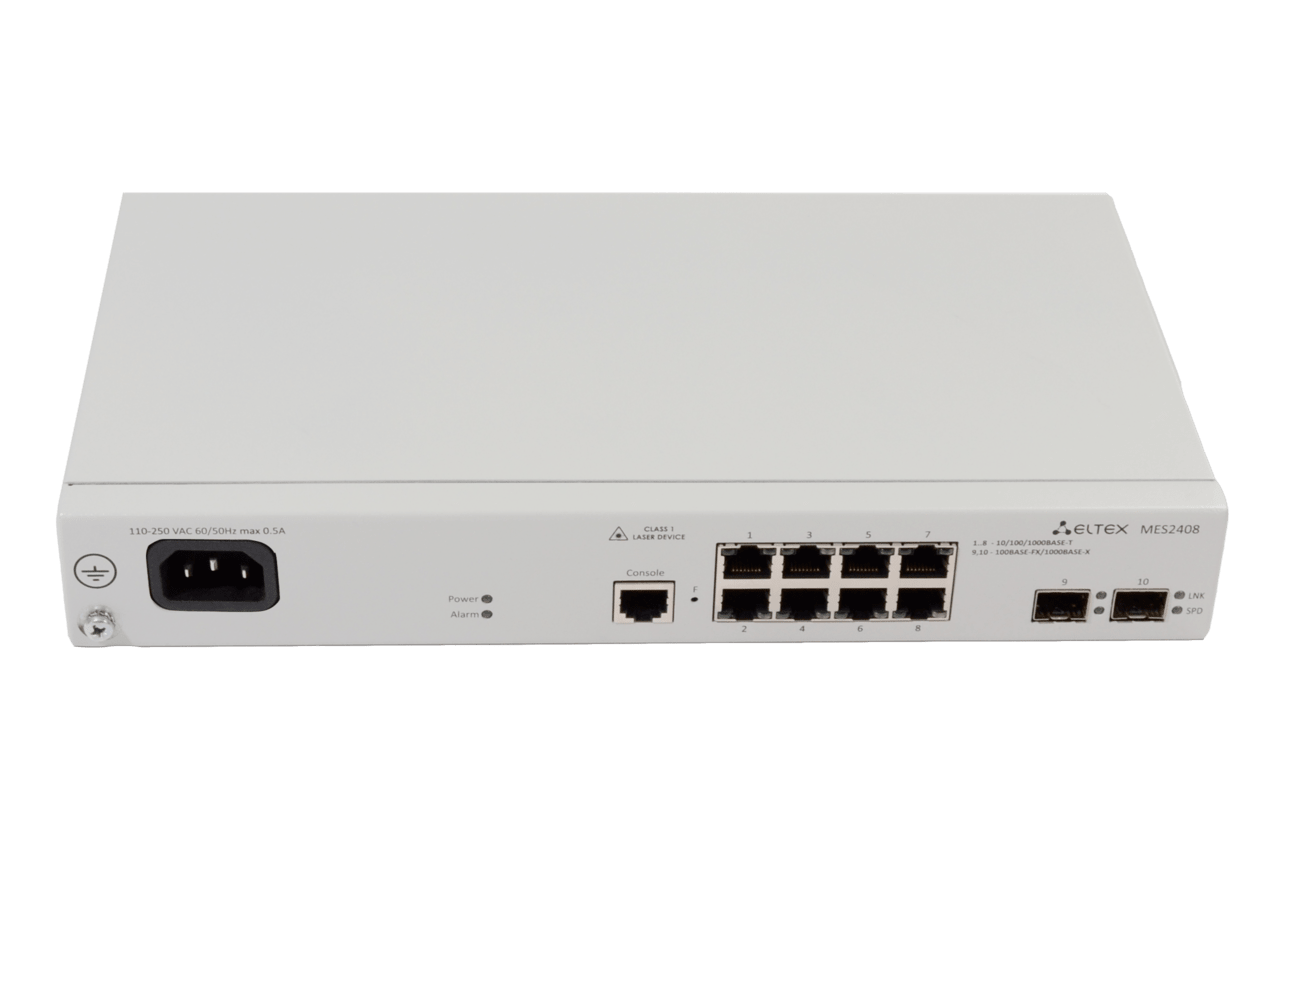 110-250 VAC 60/50Hz max 0.5A
Power
Alarm
CLASS 1
LASER DEVICE
Console
F
1 3 5 7
2 4 6 8
ELTEX MES2408
1..8 - 10/100/1000BASE-T
9,10 - 100BASE-FX/1000BASE-X
9 10
LNK
SPD